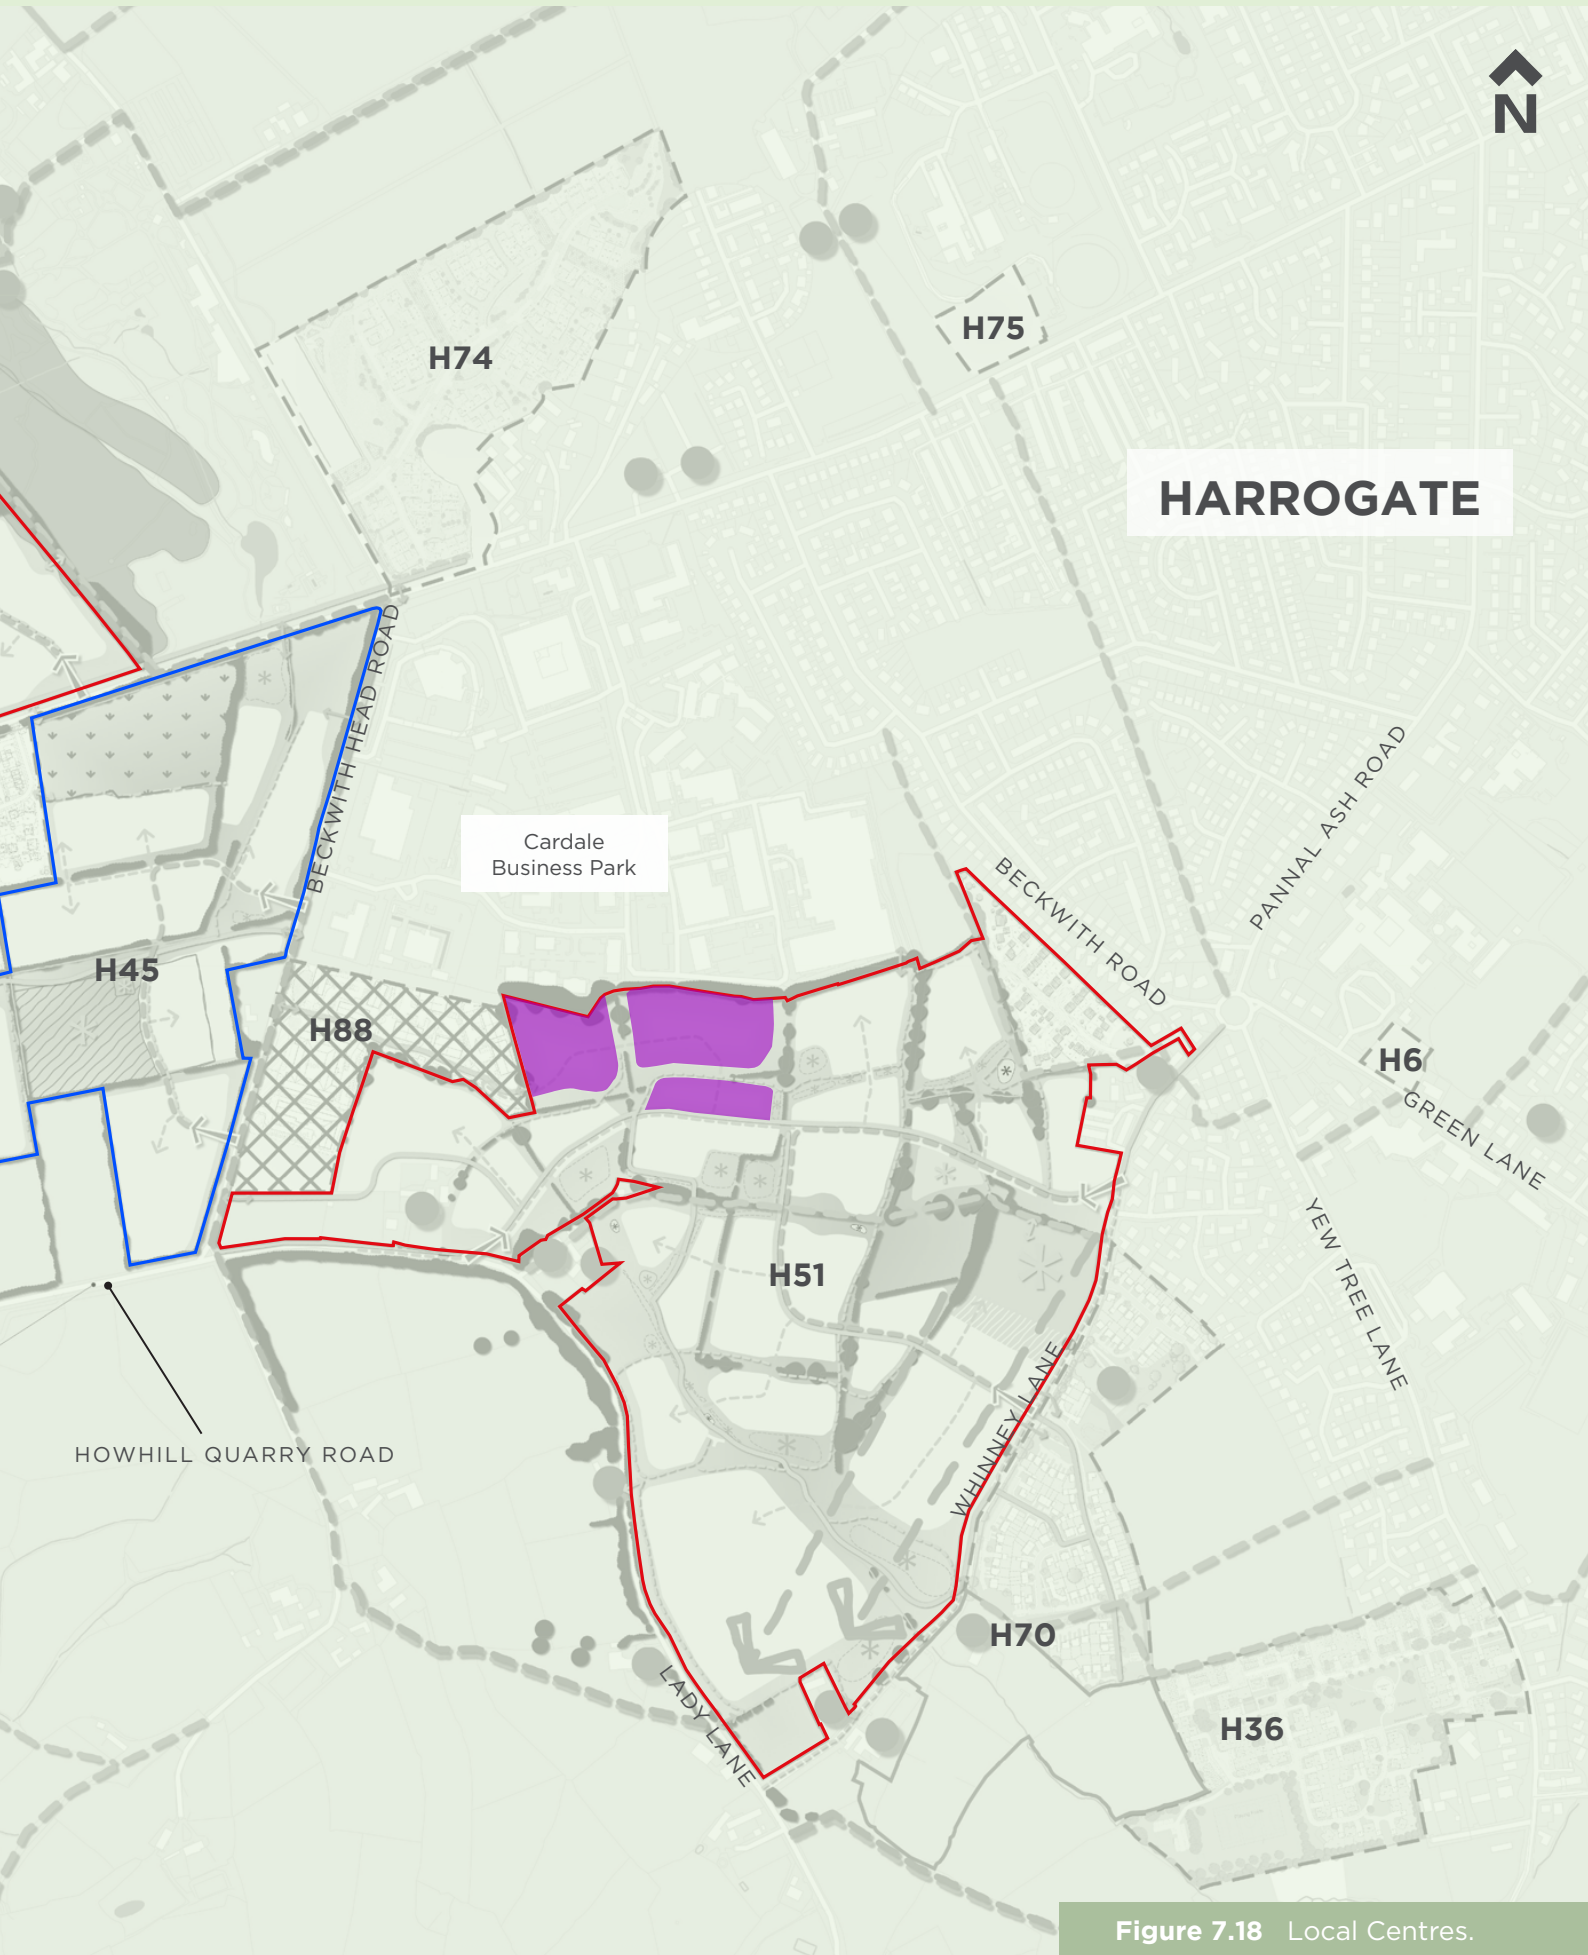 N
H74
H75
HARROGATE
BECKWITH HEAD ROAD
PANNAL ASH ROAD
Cardale
Business Park
BECKWITH ROAD
H45
H88
H6
GREEN LANE
YEW TREE LANE
H51
WHINNEY LANE
HOWHILL QUARRY ROAD
H70
LADY LANE
H36
Figure 7.18 Local Centres.